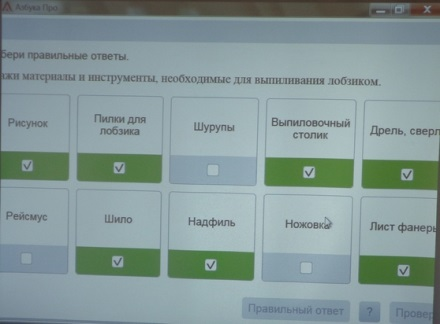 Азбука Про
бери правильные ответы.
жи материалы и инструменты, необходимые для выпиливания лобзиком.
Рисунок
Пилки для
лобзика
Шурупы
Выпиловочный
столик
Дрель, сверл
Рейсмус
Шило
Надфиль
Ножовка
Лист фанеры
Правильный ответ
?
Провер